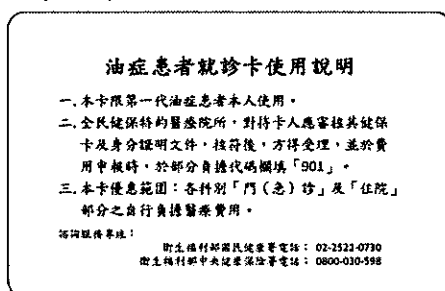 油症患者就診卡使用說明
一、本卡限第一代油症患者本人使用。
二、全民健保特約醫療院所，對持卡人應審核其健保
卡及身分證明文件，核符後，方得受理，並於費
用申報時，於部分負擔代碼欄填「901」。
三、本卡優惠範圍：各科別「門（急）診」及「住院」
部分之自行負擔醫療費用。
諮詢服務專線：
衛生福利部國民健康署電話：02-2522-0730
衛生福利部中央健康保險署電話：0800-030-598